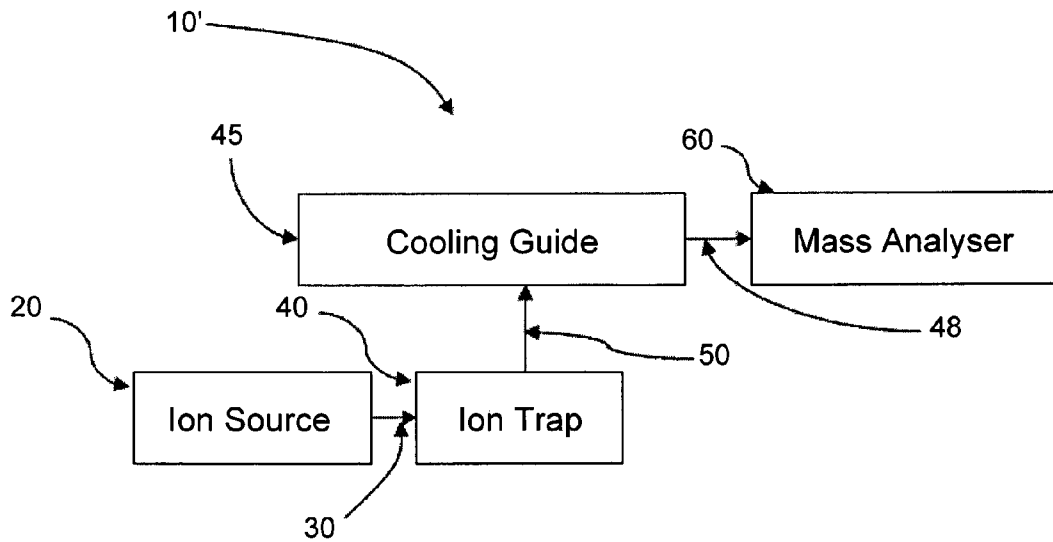 10'
45
60
Cooling Guide
Mass Analyser
20
40
50
48
Ion Source
Ion Trap
30